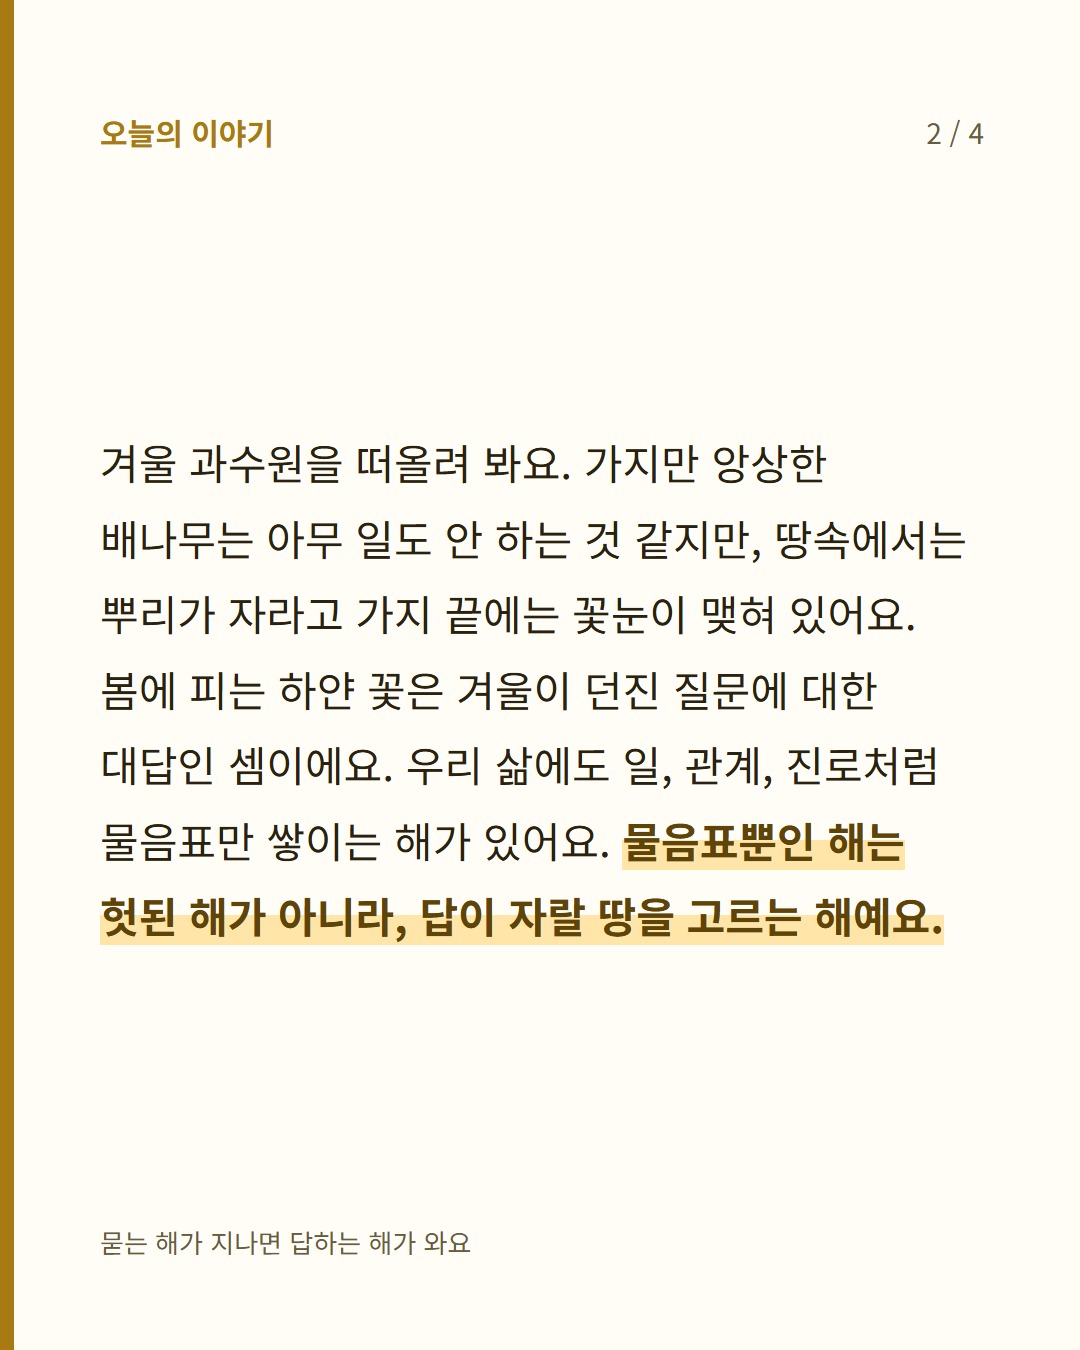 오늘의 이야기
2 / 4
겨울 과수원을 떠올려 봐요. 가지만 앙상한
배나무는 아무 일도 안 하는 것 같지만, 땅속에서는
뿌리가 자라고 가지 끝에는 꽃눈이 맺혀 있어요.
봄에 피는 하얀 꽃은 겨울이 던진 질문에 대한
대답인 셈이에요. 우리 삶에도 일, 관계, 진로처럼
물음표만 쌓이는 해가 있어요. 물음표뿐인 해는
헛된 해가 아니라, 답이 자랄 땅을 고르는 해예요.
묻는 해가 지나면 답하는 해가 와요